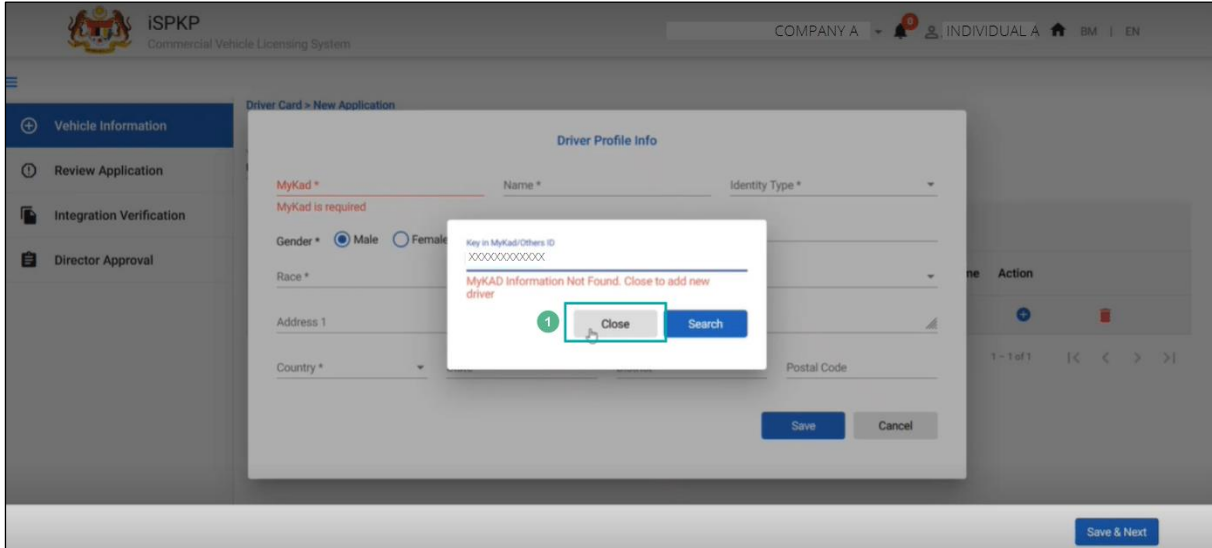 iSPKP
Commercial Vehicle Licensing System
COMPANY A
0
INDIVIDUAL A
BM | EN
Vehicle Information
Review Application
Integration Verification
Director Approval
Driver Card > New Application
Driver Profile Info
MyKad * Name * Identity Type *
MyKad is required
Gender * Male Female
Race *
Address 1
Country * Postal Code
Key in MyKad/Others ID
XXXXXXXXXXXX
MyKAD Information Not Found. Close to add new
driver
1 Close Search
Save Cancel
Action
1 - 1 of 1 |< < > >|
Save & Next